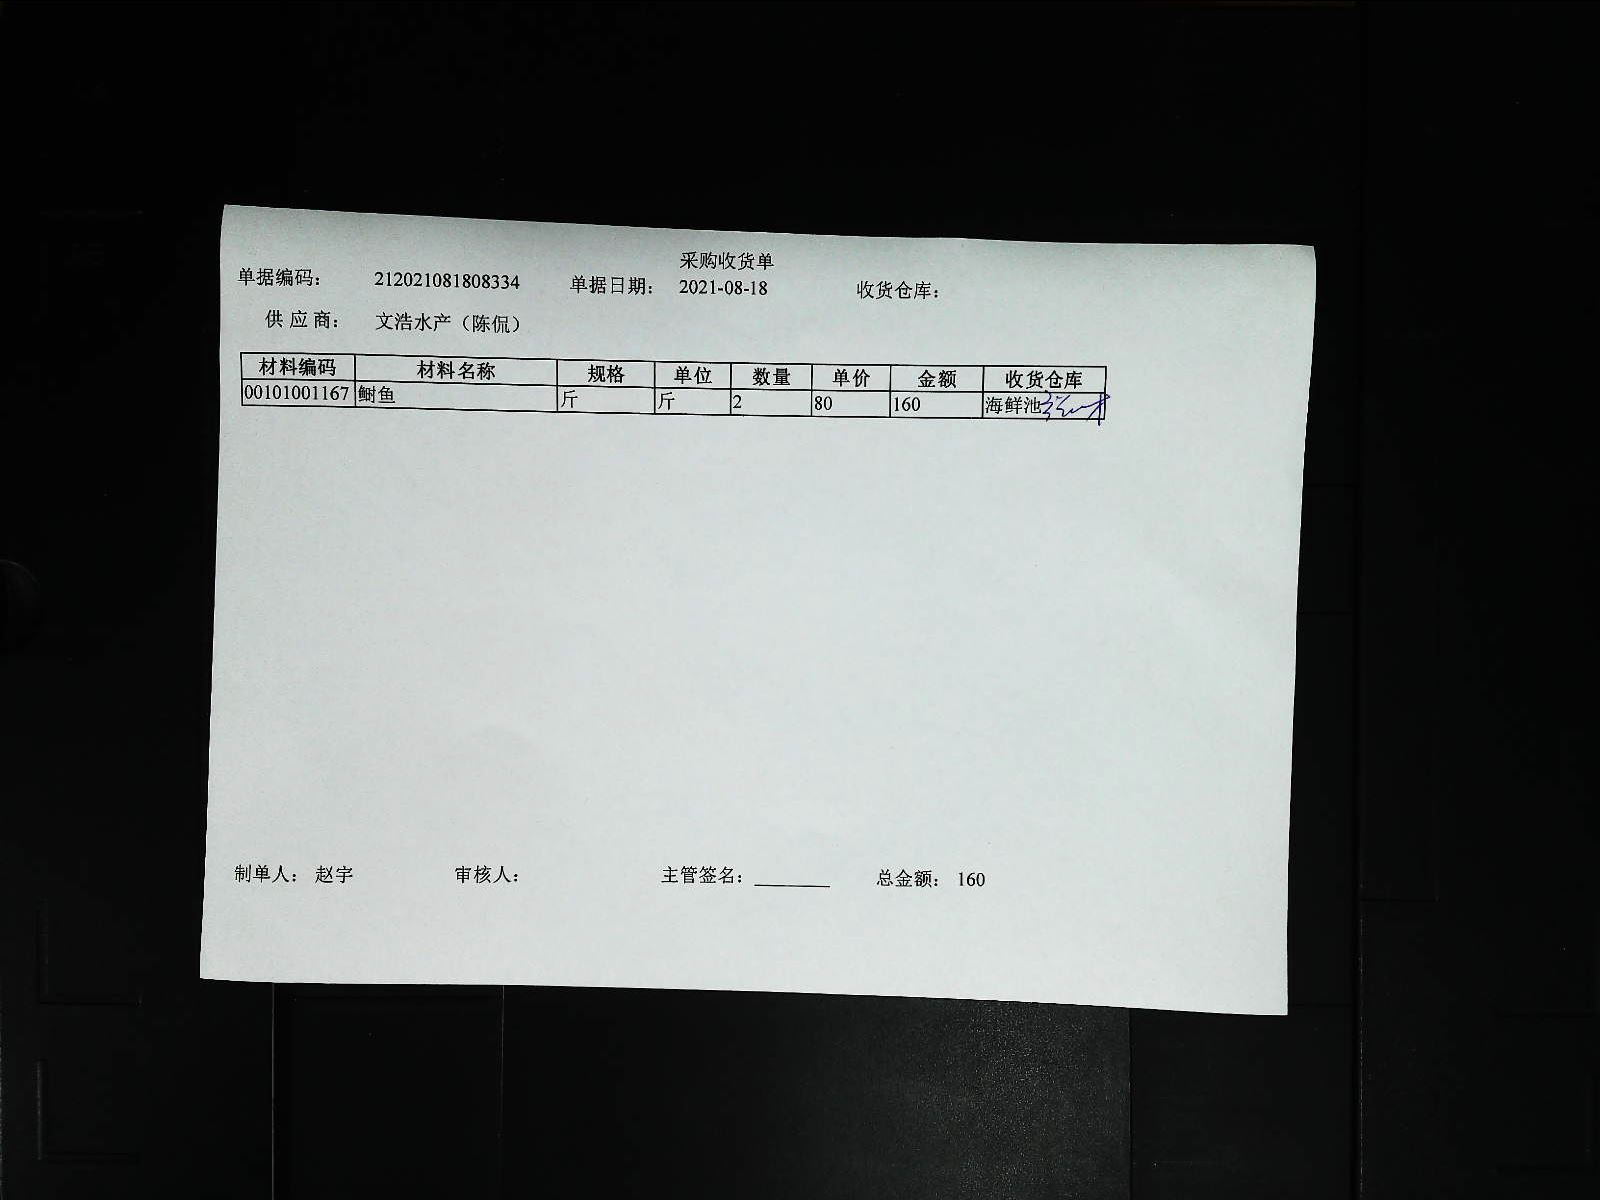 采购收货单
单据编码： 212021081808334 单据日期： 2021-08-18 收货仓库：
供 应 商： 文浩水产（陈侃）
材料编码 材料名称 规格 单位 数量 单价 金额 收货仓库
00101001167 鲥鱼 斤 斤 2 80 160 海鲜池
制单人： 赵宇 审核人： 主管签名：________ 总金额： 160